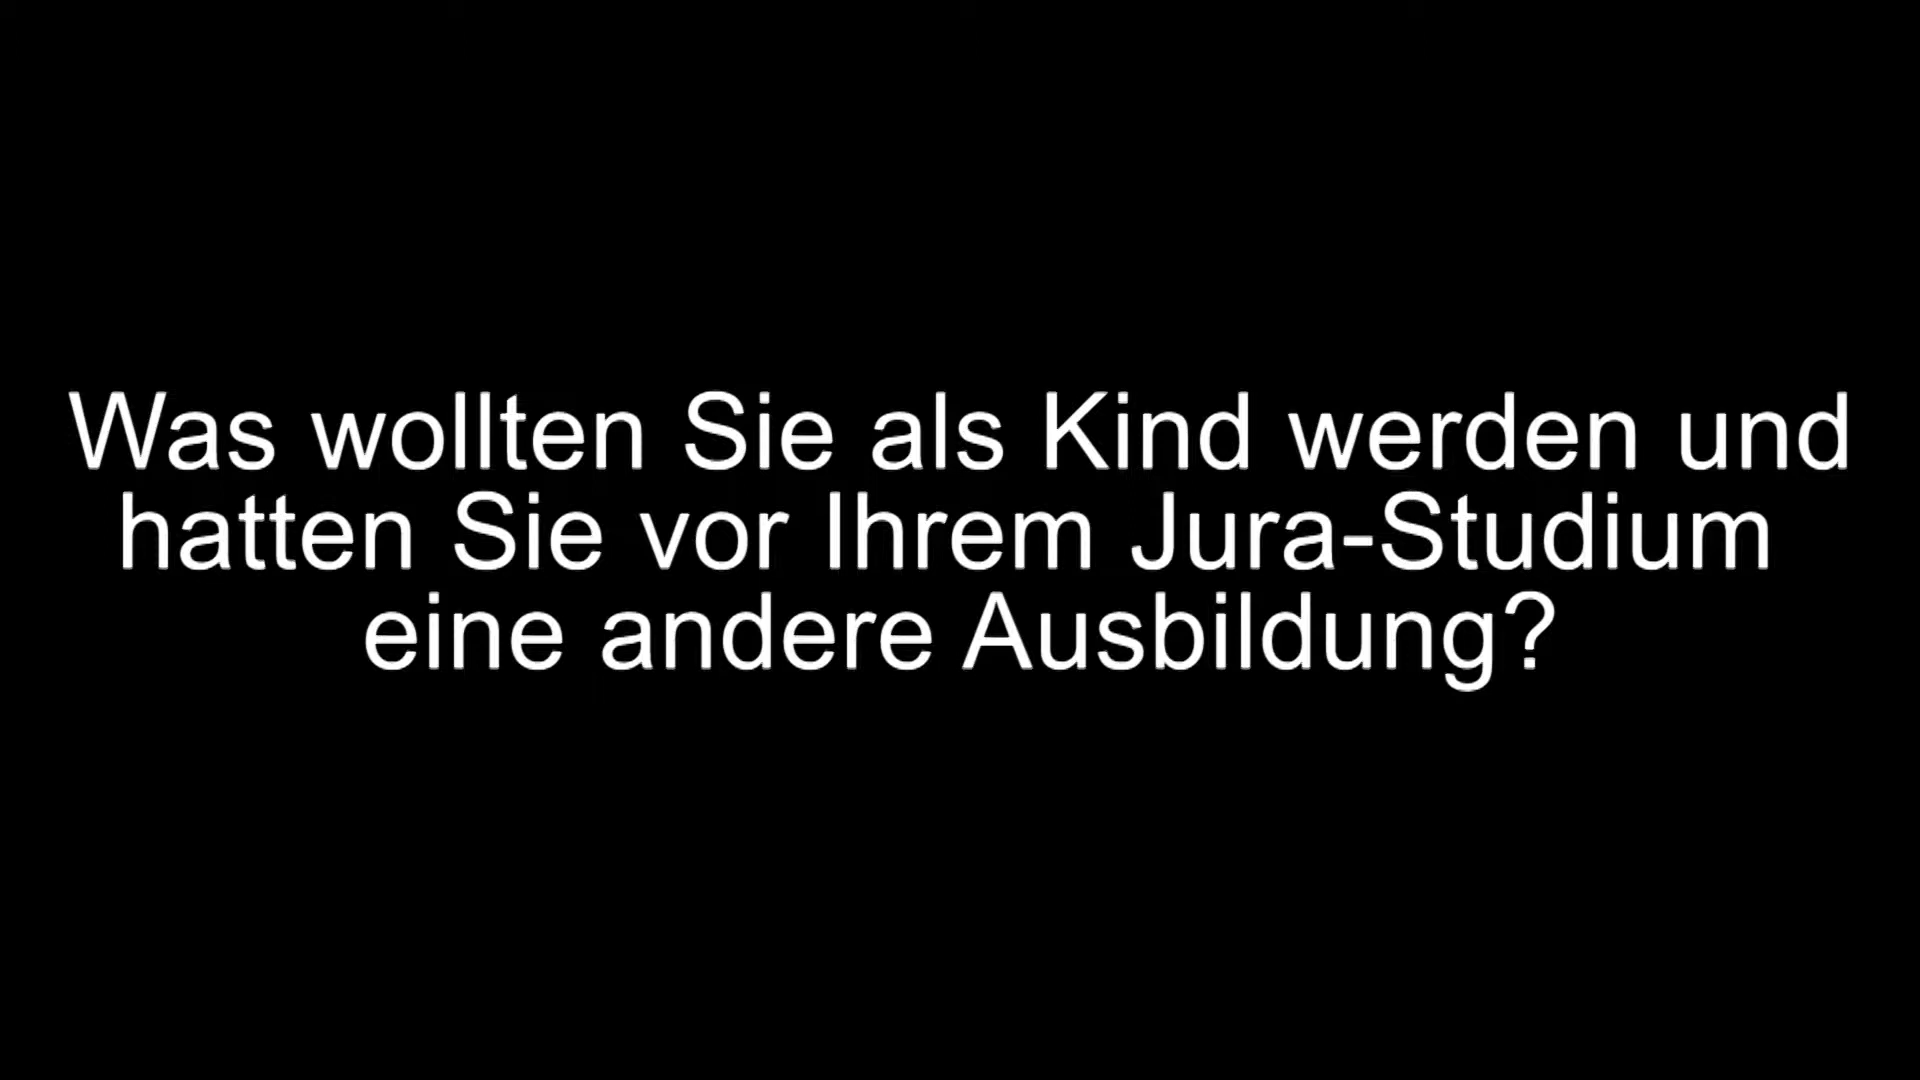 Was wollten Sie als Kind werden und
hatten Sie vor Ihrem Jura-Studium
eine andere Ausbildung?